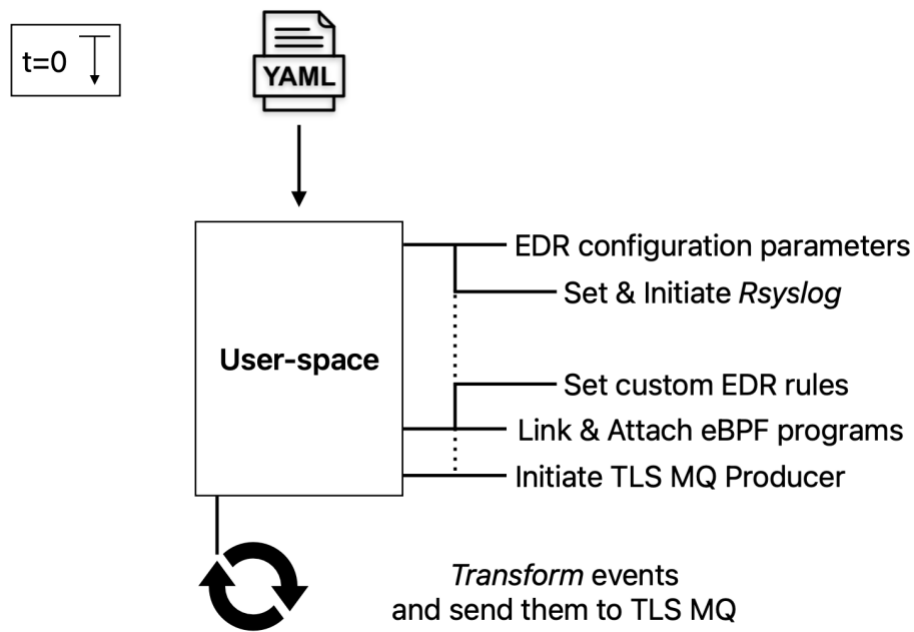 t=0
YAML
EDR configuration parameters
Set & Initiate Rsyslog
User-space
Set custom EDR rules
Link & Attach eBPF programs
Initiate TLS MQ Producer
Transform events
and send them to TLS MQ